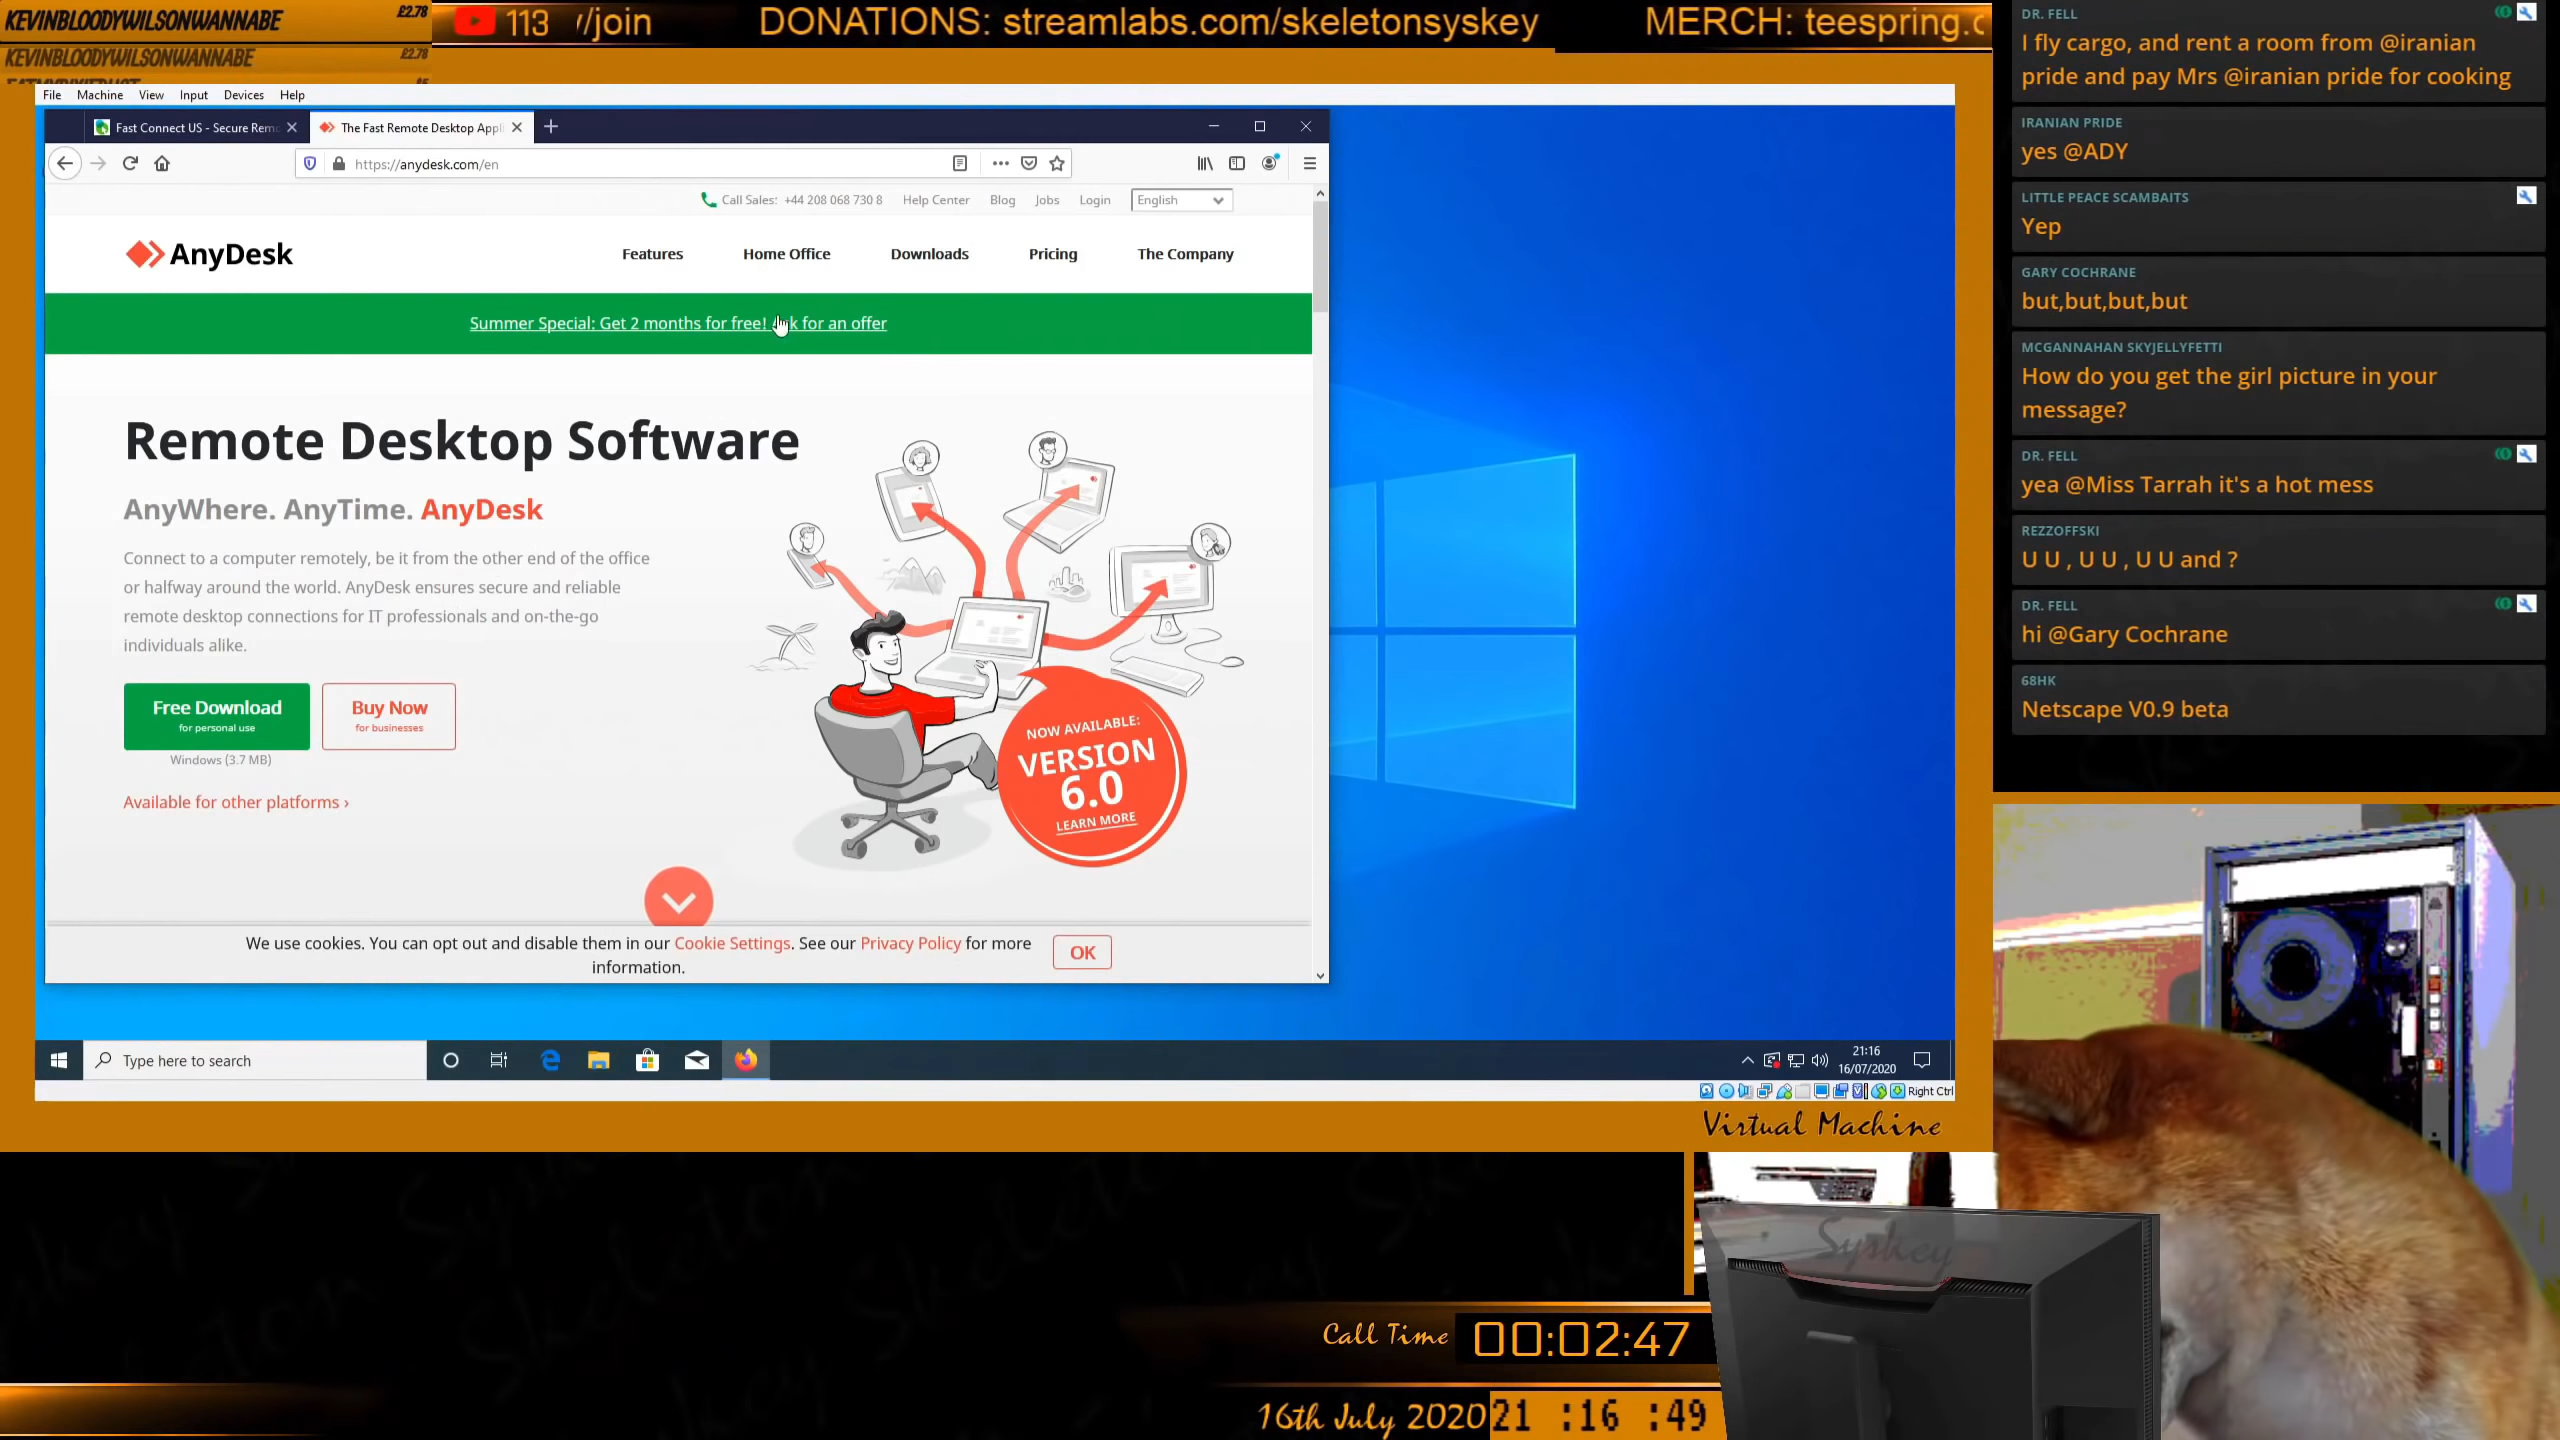 KEVINBLOODYWILSONWANNABE £2.78
KEVINBLOODYWILSONWANNABE £2.78
113 /join DONATIONS: streamlabs.com/skeletonsyskey MERCH: teespring.c
File Machine View Input Devices Help
Fast Connect US - Secure Remo
The Fast Remote Desktop Appl
https://anydesk.com/en
Call Sales: +44 208 068 730 8 Help Center Blog Jobs Login English
AnyDesk Features Home Office Downloads Pricing The Company
Summer Special: Get 2 months for free! for an offer
Remote Desktop Software
AnyWhere. AnyTime. AnyDesk
Connect to a computer remotely, be it from the other end of the office
or halfway around the world. AnyDesk ensures secure and reliable
remote desktop connections for IT professionals and on-the-go
individuals alike.
Free Download
for personal use
Buy Now
for businesses
Windows (3.7 MB)
Available for other platforms ›
NOW AVAILABLE:
VERSION
6.0
LEARN MORE
We use cookies. You can opt out and disable them in our Cookie Settings. See our Privacy Policy for more
information.
OK
Type here to search
21:16
16/07/2020
Right Ctrl
Virtual Machine
DR. FELL
I fly cargo, and rent a room from @iranian
pride and pay Mrs @iranian pride for cooking
IRANIAN PRIDE
yes @ADY
LITTLE PEACE SCAMBAITS
Yep
GARY COCHRANE
but,but,but,but
MCGANNAHAN SKYJELLYFETTI
How do you get the girl picture in your
message?
DR. FELL
yea @Miss Tarrah it's a hot mess
REZZOFFSKI
U U , U U , U U and ?
DR. FELL
hi @Gary Cochrane
68HK
Netscape V0.9 beta
Syskey
Call Time 00:02:47
16th July 2020 21 :16 :49